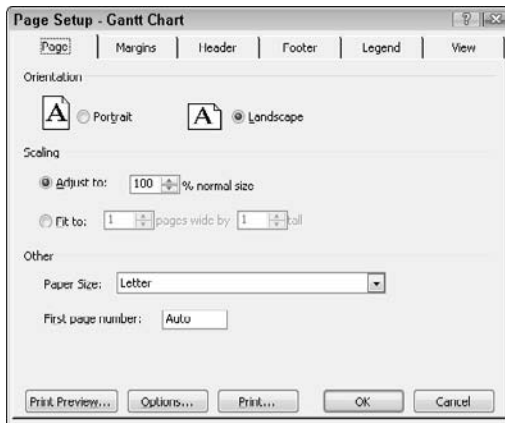 Page Setup - Gantt Chart
Page Margins Header Footer Legend View
Orientation
A Portrait A Landscape
Scaling
Adjust to: 100 % normal size
Fit to: 1 pages wide by 1 tall
Other
Paper Size: Letter
First page number: Auto
Print Preview... Options... Print... OK Cancel